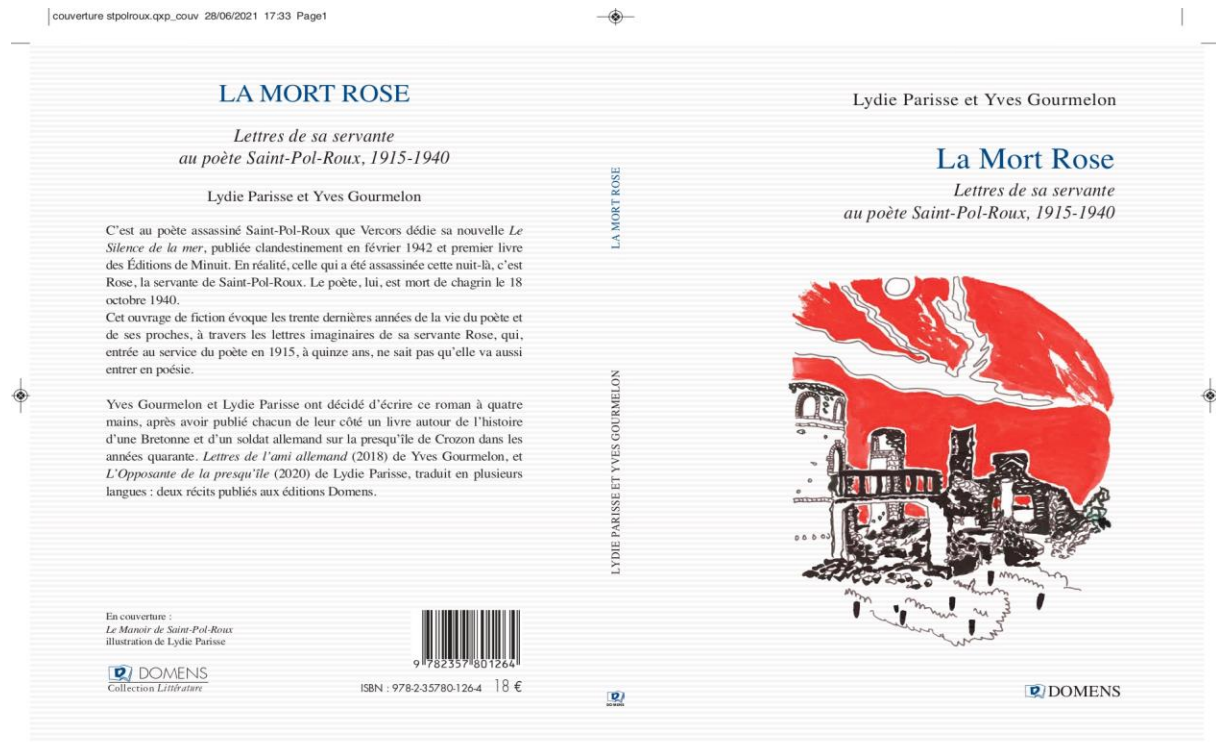 couverture stpolroux.qxp_couv 28/06/2021 17:33 Page1
LA MORT ROSE
Lettres de sa servante
au poète Saint-Pol-Roux, 1915-1940
Lydie Parisse et Yves Gourmelon
C'est au poète assassiné Saint-Pol-Roux que Vercors dédie sa nouvelle Le
Silence de la mer, publiée clandestinement en février 1942 et premier livre
des Éditions de Minuit. En réalité, celle qui a été assassinée cette nuit-là, c'est
Rose, la servante de Saint-Pol-Roux. Le poète, lui, est mort de chagrin le 18
octobre 1940.
Cet ouvrage de fiction évoque les trente dernières années de la vie du poète et
de ses proches, à travers les lettres imaginaires de sa servante Rose, qui,
entrée au service du poète en 1915, à quinze ans, ne sait pas qu'elle va aussi
entrer en poésie.
Yves Gourmelon et Lydie Parisse ont décidé d'écrire ce roman à quatre
mains, après avoir publié chacun de leur côté un livre autour de l'histoire
d'une Bretonne et d'un soldat allemand sur la presqu'île de Crozon dans les
années quarante. Lettres de l'ami allemand (2018) de Yves Gourmelon, et
L'Opposante de la presqu'île (2020) de Lydie Parisse, traduit en plusieurs
langues : deux récits publiés aux éditions Domens.
En couverture :
Le Manoir de Saint-Pol-Roux
illustration de Lydie Parisse
DOMENS
Collection Littérature
9 782357 801264
ISBN : 978-2-35780-126-4 18 €
LA MORT ROSE
LYDIE PARISSE ET YVES GOURMELON
DOMENS
Lydie Parisse et Yves Gourmelon
La Mort Rose
Lettres de sa servante
au poète Saint-Pol-Roux, 1915-1940
DOMENS